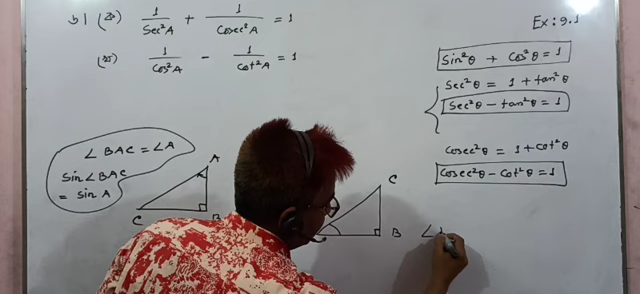 Ex: 9.1
1/Sec²A + 1/Cosec²A = 1
1/Cos²A - 1/Cot²A = 1
Sin²θ + Cos²θ = 1
Sec²θ = 1 + tan²θ
Sec²θ - tan²θ = 1
Cosec²θ = 1 + Cot²θ
Cosec²θ - Cot²θ = 1
∠BAC = ∠A
Sin∠BAC
= Sin A
A
B
C
C
B
∠